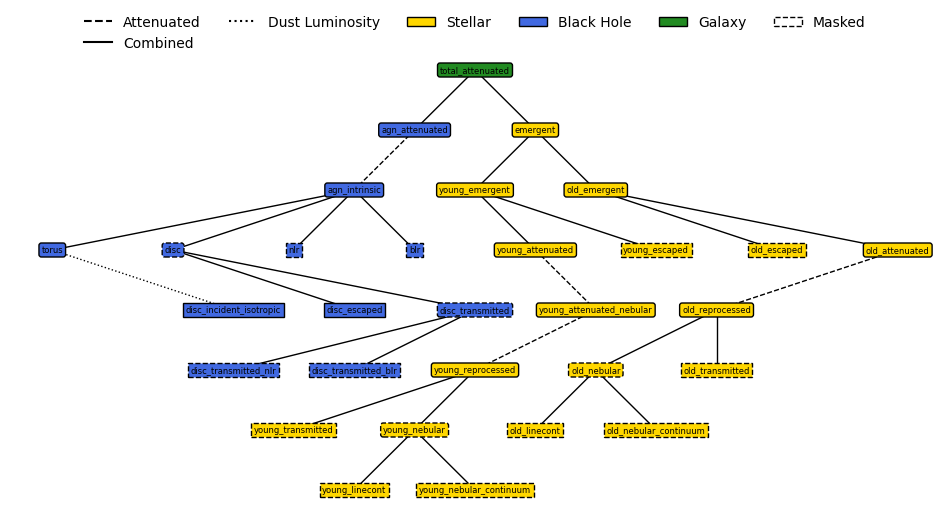 Attenuated Dust Luminosity Stellar Black Hole Galaxy Masked
Combined
total_attenuated
agn_attenuated emergent
agn_intrinsic young_emergent old_emergent
torus disc nlr blr young_attenuated young_escaped old_escaped old_attenuated
disc_incident_isotropic disc_escaped disc_transmitted young_attenuated_nebular old_reprocessed
disc_transmitted_nlr disc_transmitted_blr young_reprocessed old_nebular old_transmitted
young_transmitted young_nebular old_linecont old_nebular_continuum
young_linecont young_nebular_continuum